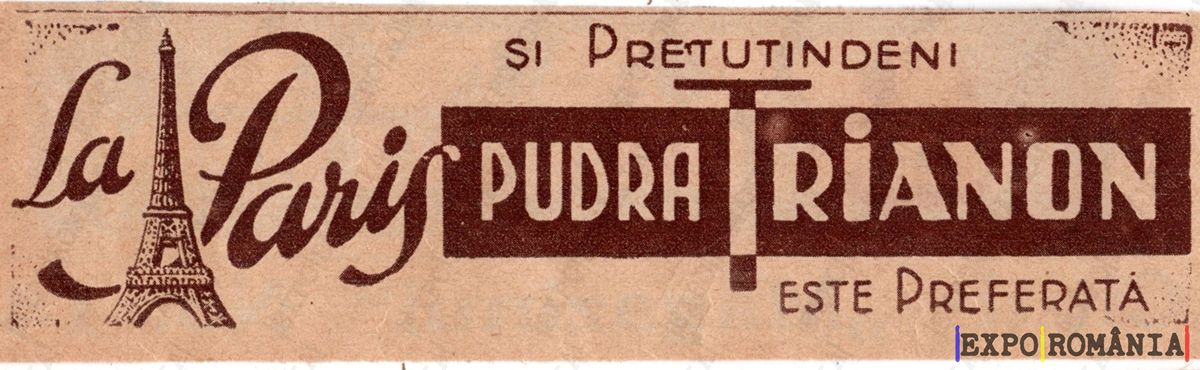 La Paris
ȘI PRETUTINDENI
PUDRA TRIANON
ESTE PREFERATĂ
EXPO ROMÂNIA